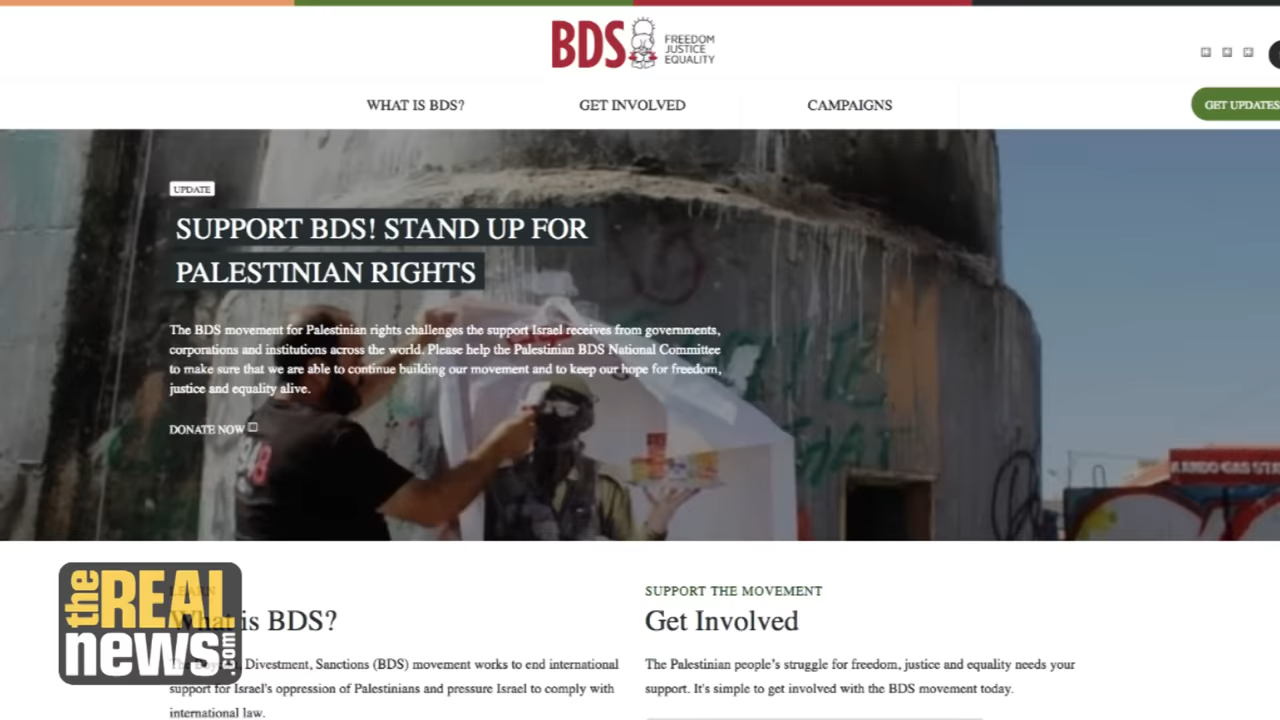 BDS
FREEDOM
JUSTICE
EQUALITY
WHAT IS BDS?
GET INVOLVED
CAMPAIGNS
GET UPDATES
UPDATE
SUPPORT BDS! STAND UP FOR
PALESTINIAN RIGHTS
The BDS movement for Palestinian rights challenges the support Israel receives from governments,
corporations and institutions across the world. Please help the Palestinian BDS National Committee
to make sure that we are able to continue building our movement and to keep our hope for freedom,
justice and equality alive.
DONATE NOW
LEARN
What is BDS?
The Boycott, Divestment, Sanctions (BDS) movement works to end international
support for Israel's oppression of Palestinians and pressure Israel to comply with
international law.
SUPPORT THE MOVEMENT
Get Involved
The Palestinian people's struggle for freedom, justice and equality needs your
support. It's simple to get involved with the BDS movement today.
the REAL
news.com